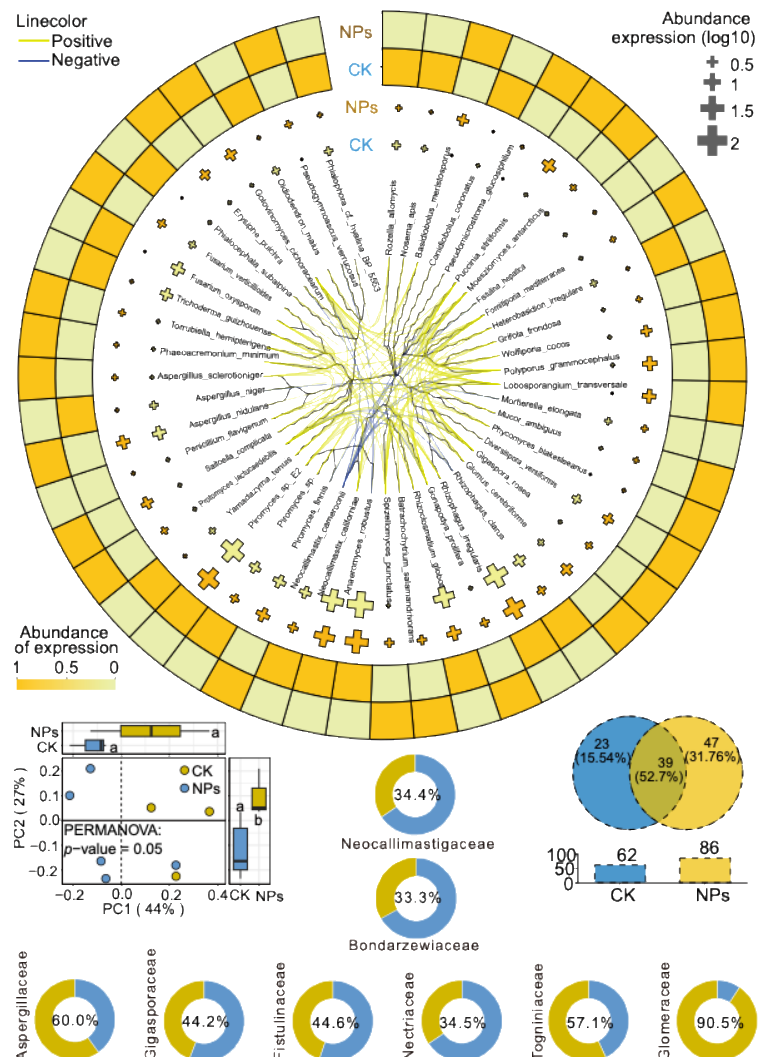 Linecolor
Positive
Negative
NPs
CK
NPs
CK
Abundance
expression (log10)
0.5
1
1.5
2
Rozella_allomycis
Nosema_apis
Basidiobolus_meristosporus
Conidiobolus_coronatus
Pseudomicrostroma_glucosiphilum
Puccinia_striiformis
Moesziomyces_antarcticus
Fistulina_hepatica
Fomitiporia_mediterranea
Heterobasidion_irregulare
Grifola_frondosa
Wolfiporia_cocos
Polyporus_grammocephalus
Lobosporangium_transversale
Mortierella_elongata
Mucor_ambiguus
Phycomyces_blakesleeanus
Diversispora_versiformis
Gigaspora_rosea
Glomus_cerebriforme
Rhizophagus_clarus
Rhizophagus_irregularis
Gonapodya_prolifera
Rhizoclosmatium_globosum
Batrachochytrium_salamandrivorans
Spizellomyces_punctatus
Anaeromyces_robustus
Neocallimastix_californiae
Neocallimastix_cameroonii
Piromyces_finnis
Piromyces_sp.
Piromyces_sp._E2
Yamadazyma_tenuis
Protomyces_lactucaedebilis
Saitoella_complicata
Penicillium_flavigenum
Aspergillus_nidulans
Aspergillus_niger
Aspergillus_sclerotioniger
Phaeoacremonium_minimum
Torrubiella_hemipterigena
Trichoderma_guizhouense
Fusarium_oxysporum
Fusarium_verticillioides
Phialocephala_subalpina
Erysiphe_pulchra
Golovinomyces_cichoracearum
Oidiodendron_maius
Pseudogymnoascus_verrucosus
Phialophora_cf._hyalina_BP_5553
Abundance
of expression
1 0.5 0
NPs
CK
a
a
PC2 ( 27% )
0.2
0.1
0.0
−0.1
−0.2
CK
NPs
PERMANOVA:
p-value = 0.05
−0.2 0.0 0.2 0.4
PC1 ( 44% )
a
b
CK NPs
34.4%
Neocallimastigaceae
33.3%
Bondarzewiaceae
23
(15.54%)
39
(52.7%)
47
(31.76%)
100
50
0
62
86
CK
NPs
Aspergillaceae
60.0%
Gigasporaceae
44.2%
Fistulinaceae
44.6%
Nectriaceae
34.5%
Togniniaceae
57.1%
Glomeraceae
90.5%